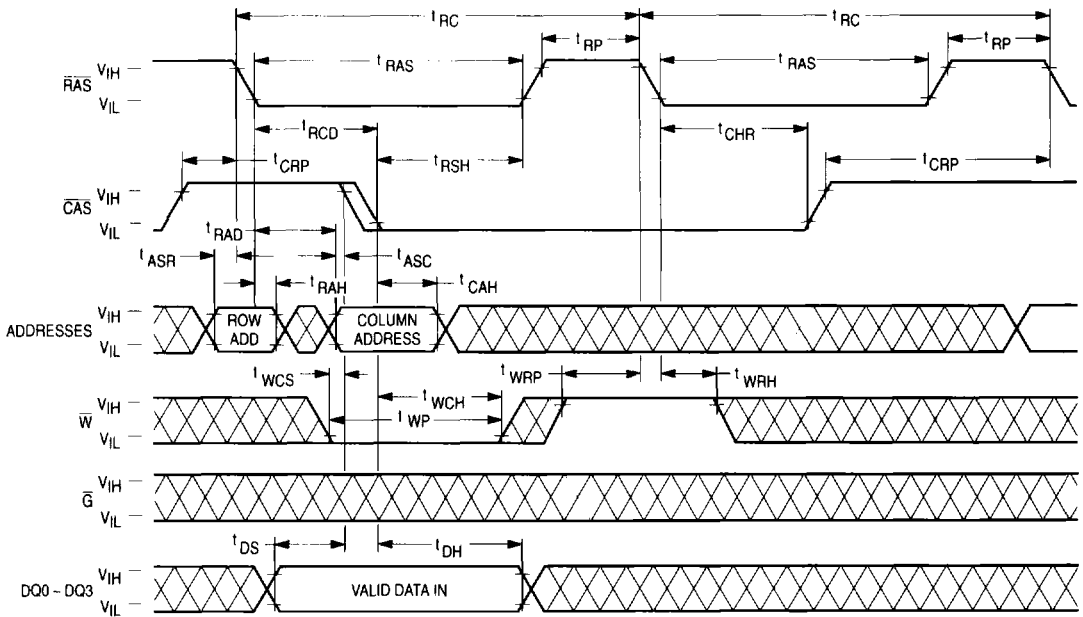 tRC tRC
tRP tRP
tRAS tRAS
R̅A̅S̅ VIH
VIL
tRCD tCHR
tCRP tRSH tCRP
C̅A̅S̅ VIH
VIL
tRAD
tASR tASC
tRAH tCAH
ADDRESSES VIH
VIL
ROW ADD
COLUMN ADDRESS
tWCS tWRP tWRH
tWCH
tWP
W̅ VIH
VIL
G̅ VIH
VIL
tDS tDH
DQ0 ~ DQ3 VIH
VIL
VALID DATA IN